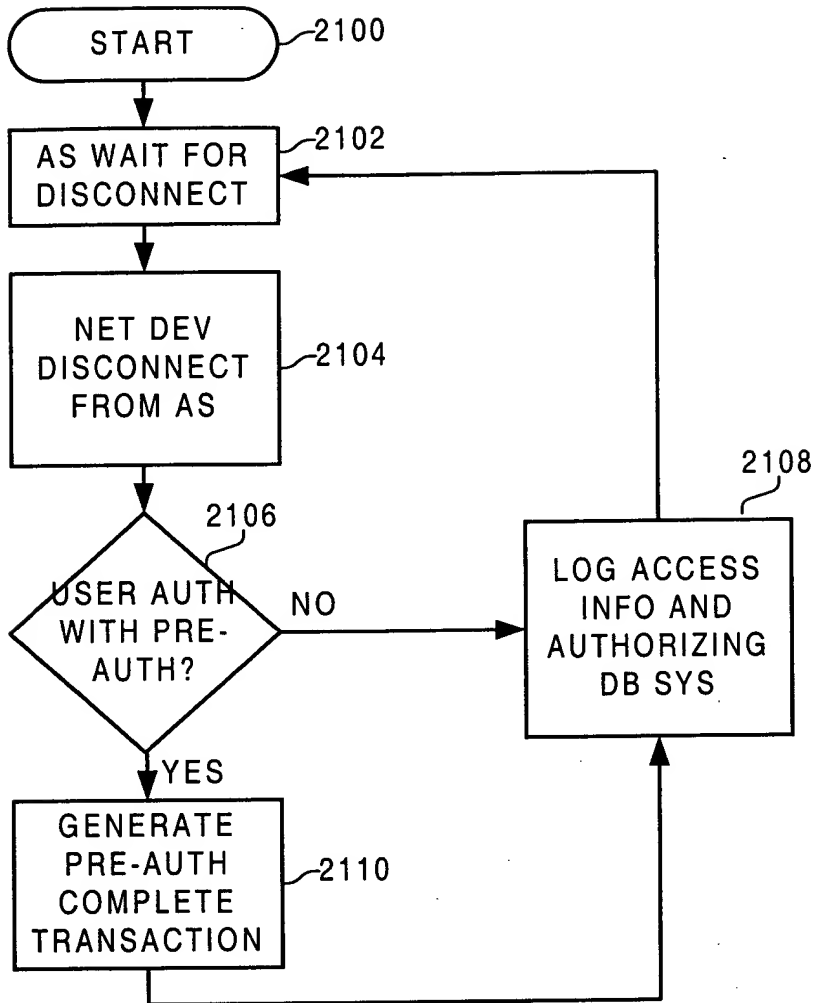 START
2100
AS WAIT FOR
DISCONNECT
2102
NET DEV
DISCONNECT
FROM AS
2104
2106
USER AUTH
WITH PRE-
AUTH?
NO
2108
LOG ACCESS
INFO AND
AUTHORIZING
DB SYS
YES
GENERATE
PRE-AUTH
COMPLETE
TRANSACTION
2110